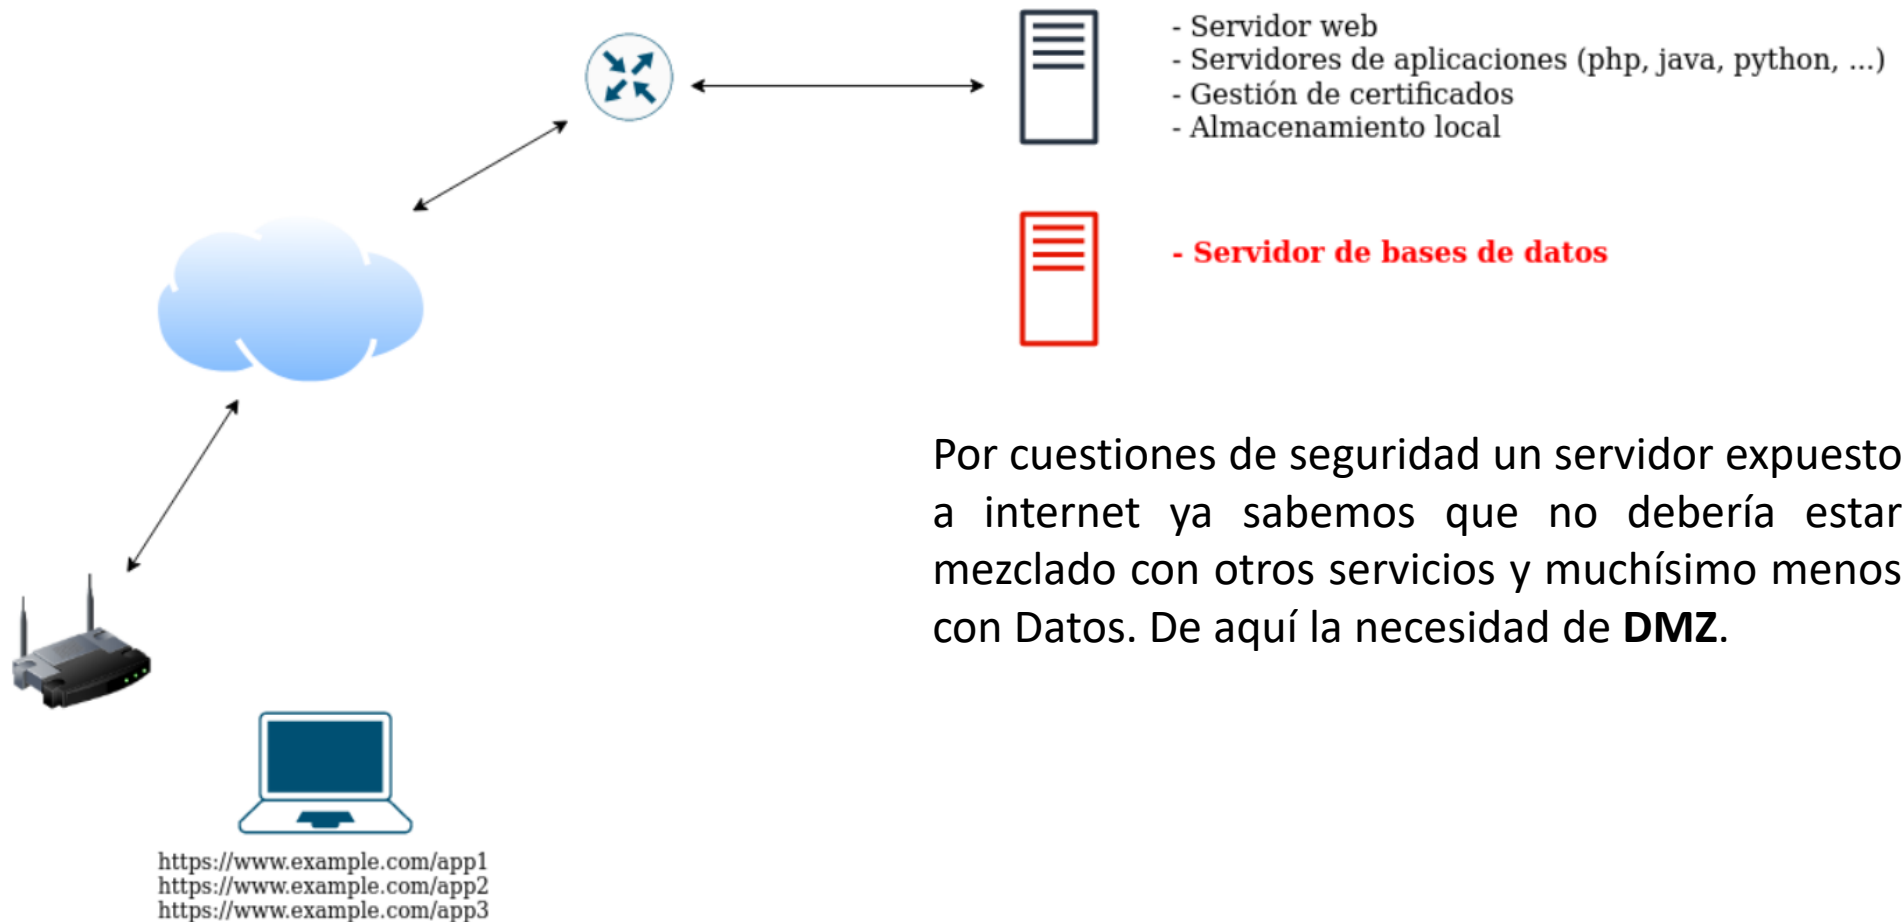 - Servidor web
- Servidores de aplicaciones (php, java, python, ...)
- Gestión de certificados
- Almacenamiento local
- Servidor de bases de datos
Por cuestiones de seguridad un servidor expuesto
a internet ya sabemos que no debería estar
mezclado con otros servicios y muchísimo menos
con Datos. De aquí la necesidad de DMZ.
https://www.example.com/app1
https://www.example.com/app2
https://www.example.com/app3